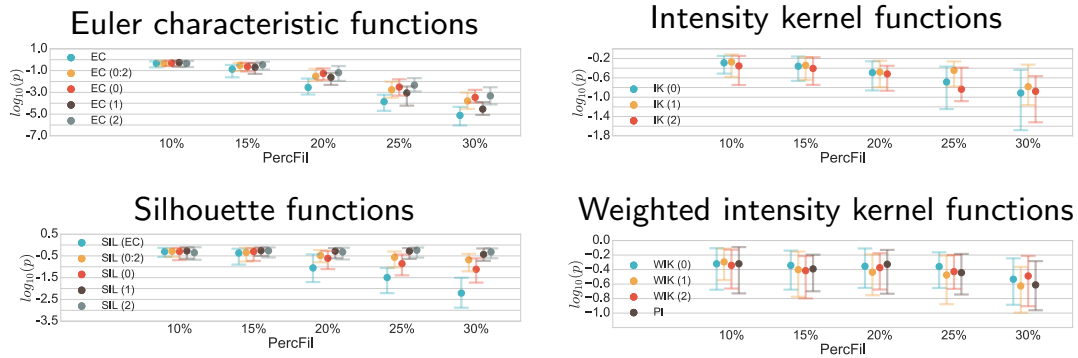 Euler characteristic functions
1.0
-1.0
-3.0
-5.0
-7.0
log10(p)
EC
EC (0:2)
EC (0)
EC (1)
EC (2)
10% 15% 20% 25% 30%
PercFil
Intensity kernel functions
-0.2
-0.6
-1.0
-1.4
-1.8
log10(p)
IK (0)
IK (1)
IK (2)
10% 15% 20% 25% 30%
PercFil
Silhouette functions
0.5
-0.5
-1.5
-2.5
-3.5
log10(p)
SIL (EC)
SIL (0:2)
SIL (0)
SIL (1)
SIL (2)
10% 15% 20% 25% 30%
PercFil
Weighted intensity kernel functions
0.0
-0.2
-0.4
-0.6
-0.8
-1.0
log10(p)
WIK (0)
WIK (1)
WIK (2)
PI
10% 15% 20% 25% 30%
PercFil